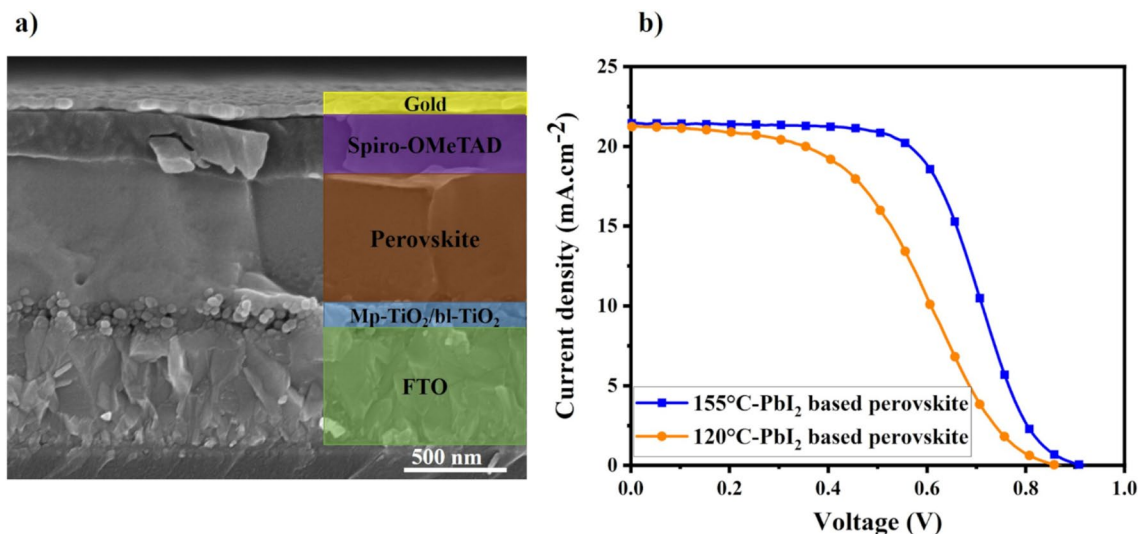 a)
Gold
Spiro-OMeTAD
Perovskite
Mp-TiO₂/bl-TiO₂
FTO
500 nm
b)
Current density (mA.cm⁻²)
25
20
15
10
5
0
155°C-PbI₂ based perovskite
120°C-PbI₂ based perovskite
0.0 0.2 0.4 0.6 0.8 1.0
Voltage (V)